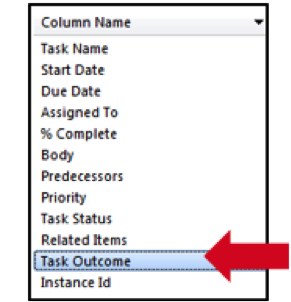 Column Name
Task Name
Start Date
Due Date
Assigned To
% Complete
Body
Predecessors
Priority
Task Status
Related Items
Task Outcome
Instance Id